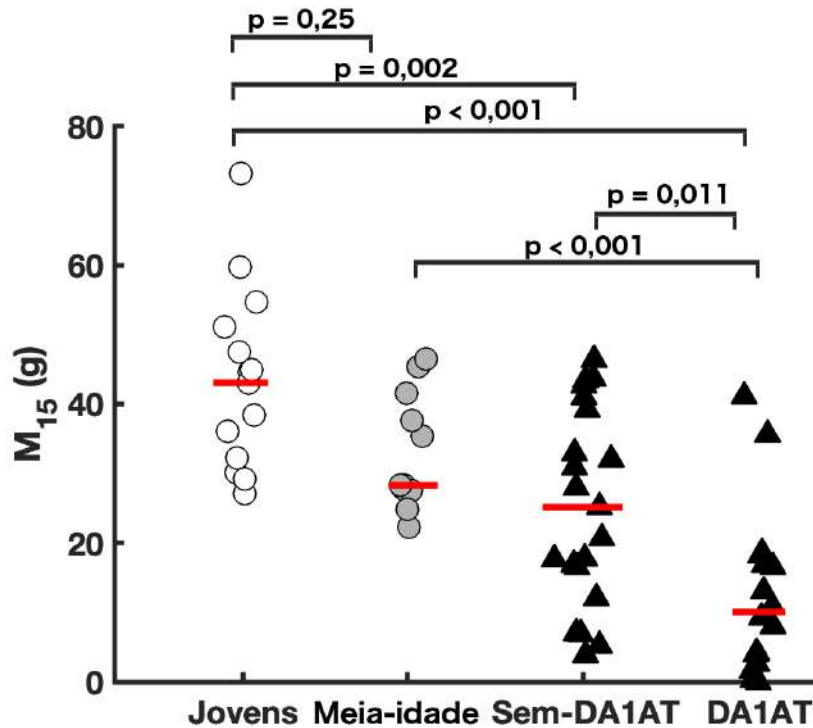 p = 0,25
p = 0,002
p < 0,001
p = 0,011
p < 0,001
80
60
40
20
0
M15 (g)
Jovens Meia-idade Sem-DA1AT DA1AT